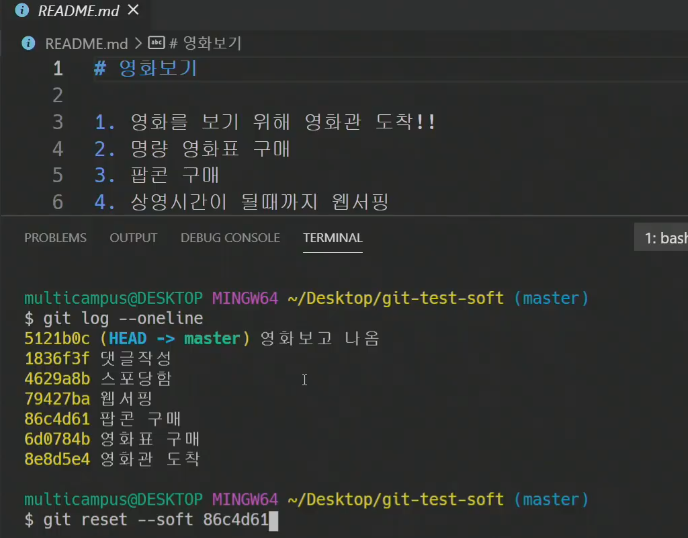 README.md ×
README.md > # 영화보기
1 # 영화보기
2
3 1. 영화를 보기 위해 영화관 도착!!
4 2. 명량 영화표 구매
5 3. 팝콘 구매
6 4. 상영시간이 될때까지 웹서핑
PROBLEMS OUTPUT DEBUG CONSOLE TERMINAL 1: bash
multicampus@DESKTOP MINGW64 ~/Desktop/git-test-soft (master)
$ git log --oneline
5121b0c (HEAD -> master) 영화보고 나옴
1836f3f 댓글작성
4629a8b 스포당함
79427ba 웹서핑
86c4d61 팝콘 구매
6d0784b 영화표 구매
8e8d5e4 영화관 도착
multicampus@DESKTOP MINGW64 ~/Desktop/git-test-soft (master)
$ git reset --soft 86c4d61